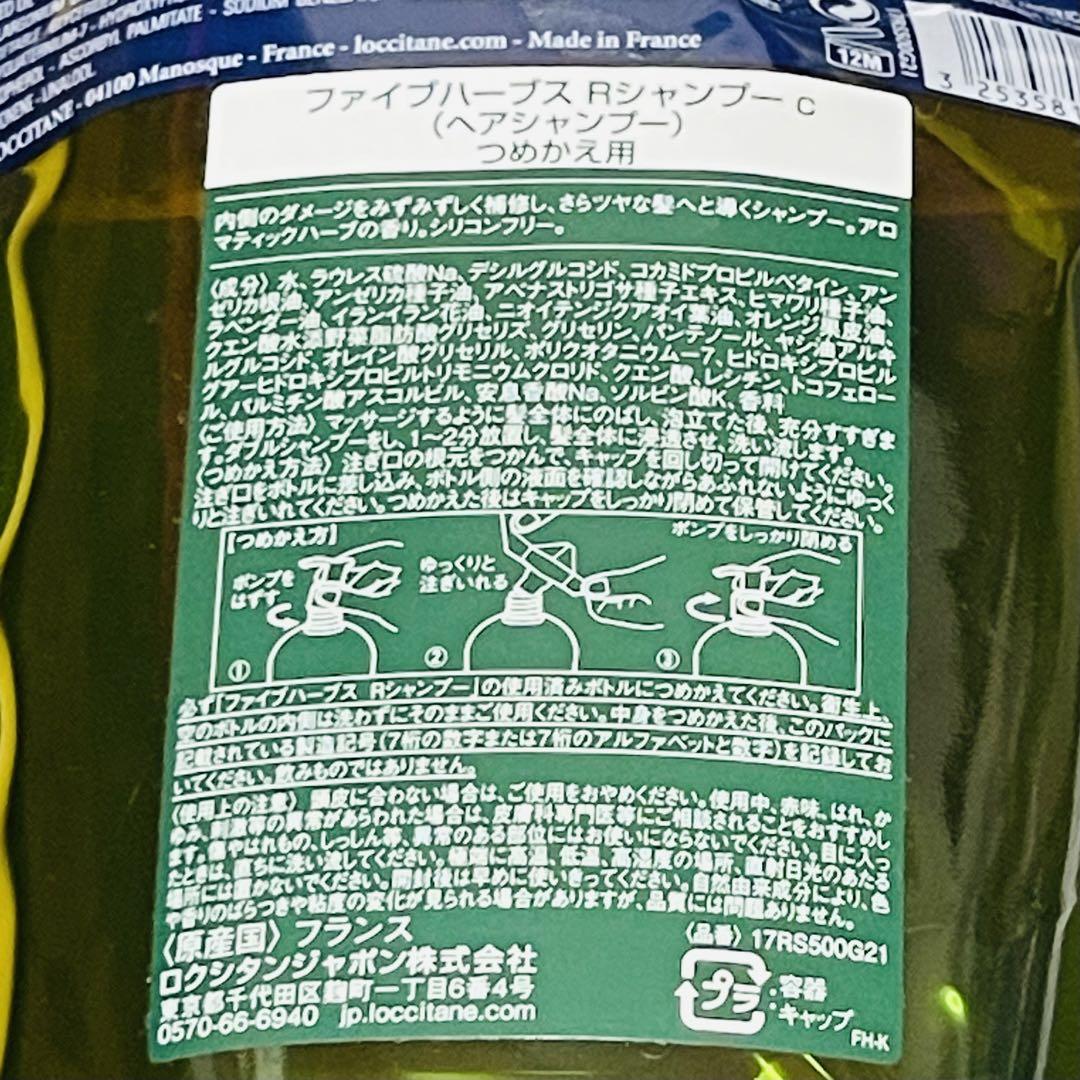 PALMITATE - SODIUM
TOPHEROL - ASCORBYL
LINALOOL
L'OCCITANE - 04100 Manosque - France - loccitane.com - Made in France
12M
3 253581
ファイブハーブス Rシャンプー C
(ヘアシャンプー)
つめかえ用
内側のダメージをみずみずしく補修し、さらツヤな髪へと導くシャンプー。アロ
マティックハーブの香り。シリコンフリー。
〈成分〉水、ラウレス硫酸Na、デシルグルコシド、コカミドプロピルベタイン、アン
ゼリカ根油、アンゼリカ種子油、アベナストリゴサ種子エキス、ヒマワリ種子油、
ラベンダー油、イランイラン花油、ニオイテンジクアオイ葉油、オレンジ果皮油、
クエン酸水添野菜脂肪酸グリセリズ、グリセリン、パンテノール、ヤシ油アルキ
ルグルコシド、オレイン酸グリセリル、ポリクオタニウム−7、ヒドロキシプロピル
グアーヒドロキシプロピルトリモニウムクロリド、クエン酸、レシチン、トコフェロー
ル、パルミチン酸アスコルビル、安息香酸Na、ソルビン酸K、香料
〈ご使用方法〉マッサージするように髪全体にのばし、泡立てた後、充分すすぎま
す。ダブルシャンプーをし、1〜2分放置し、髪全体に浸透させ、洗い流します。
〈つめかえ方法〉注ぎ口の根元をつかんで、キャップを回し切って開けてください。
注ぎ口をボトルに差し込み、ボトル側の液面を確認しながらあふれないようにゆっく
りと注ぎいれてください。つめかえた後はキャップをしっかり閉めて保管してください。
【つめかえ方】
ポンプを
はずす
①
ゆっくりと
注ぎいれる
②
ポンプをしっかり閉める
③
必ず「ファイブハーブス Rシャンプー」の使用済みボトルにつめかえてください。衛生上、
空のボトルの内側は洗わずにそのままご使用ください。中身をつめかえた後、このパックに
記載されている製造記号(7桁の数字または7桁のアルファベットと数字)を記録してお
いてください。飲みものではありません。
〈使用上の注意〉頭皮に合わない場合は、ご使用をおやめください。使用中、赤味、はれ、か
ゆみ、刺激等の異常があらわれた場合は、皮膚科専門医等にご相談されることをおすすめし
ます。傷やはれもの、しっしん等、異常のある部位にはお使いにならないでください。目に入っ
たときは、直ちに洗い流してください。極端に高温、低温、高湿度の場所、直射日光のあたる
場所には置かないでください。開封後は早めに使いきってください。自然由来成分により、色
や香りのばらつきや粘度の変化が見られる場合がありますが、品質には問題ありません。
〈原産国〉フランス
〈品番〉17RS500G21
ロクシタンジャポン株式会社
東京都千代田区麹町一丁目6番4号
0570-66-6940 jp.loccitane.com
プラ
・容器
・キャップ
FH-K